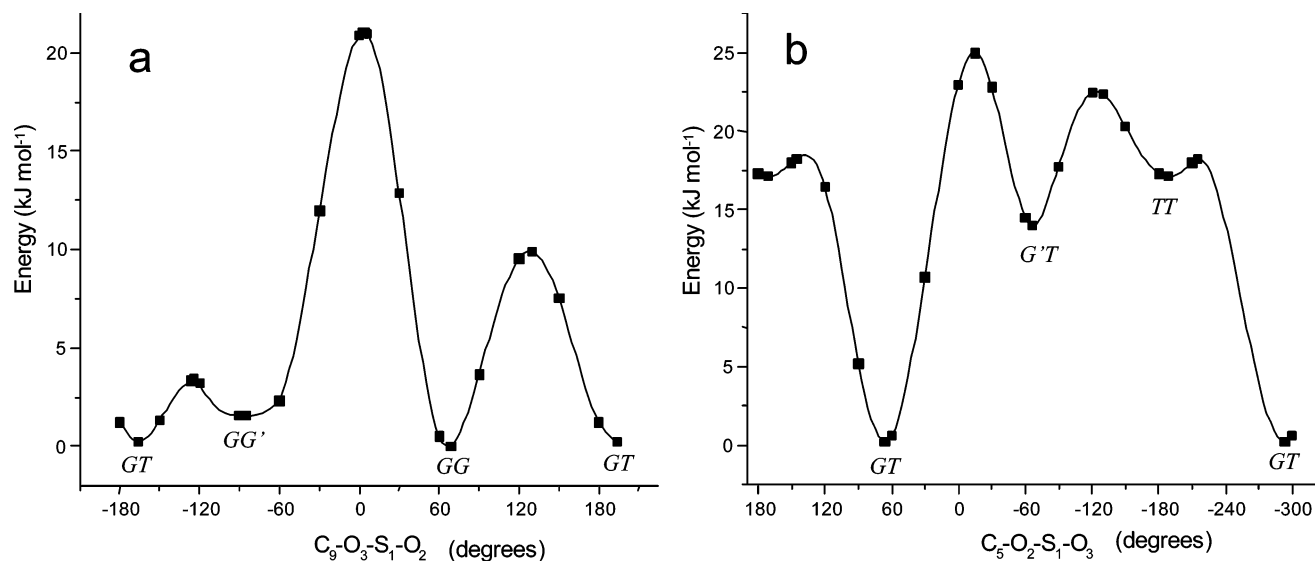 a
Energy (kJ mol⁻¹)
20
15
10
5
0
GT
GG'
GG
GT
-180 -120 -60 0 60 120 180
C₉-O₃-S₁-O₂ (degrees)
b
Energy (kJ mol⁻¹)
25
20
15
10
5
0
GT
G'T
TT
GT
180 120 60 0 -60 -120 -180 -240 -300
C₅-O₂-S₁-O₃ (degrees)